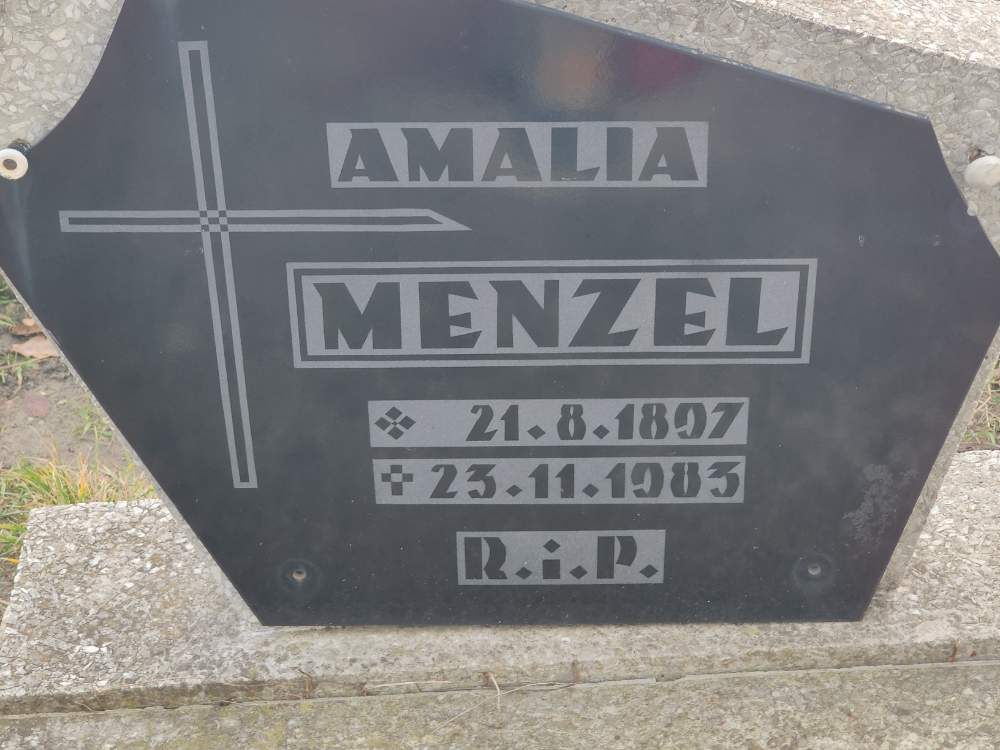 AMALIA
MENZEL
21.8.1897
23.11.1983
R.i.P.